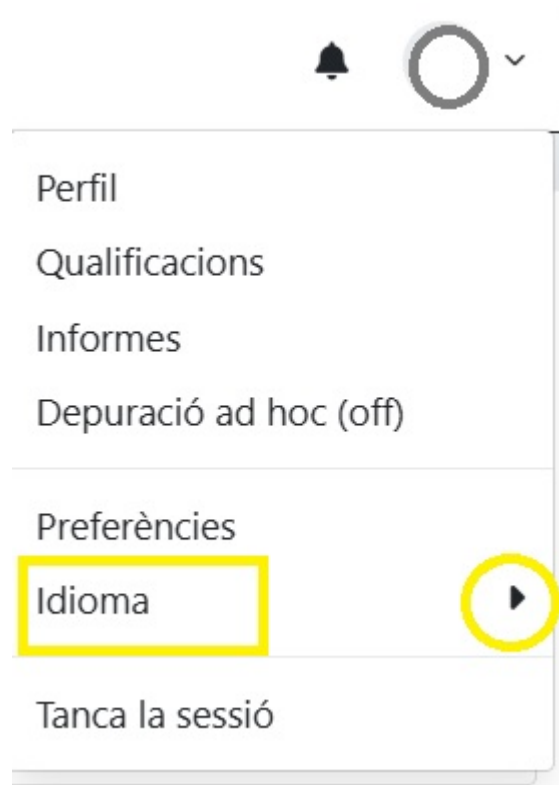 Perfil
Qualificacions
Informes
Depuració ad hoc (off)
Preferències
Idioma
Tanca la sessió